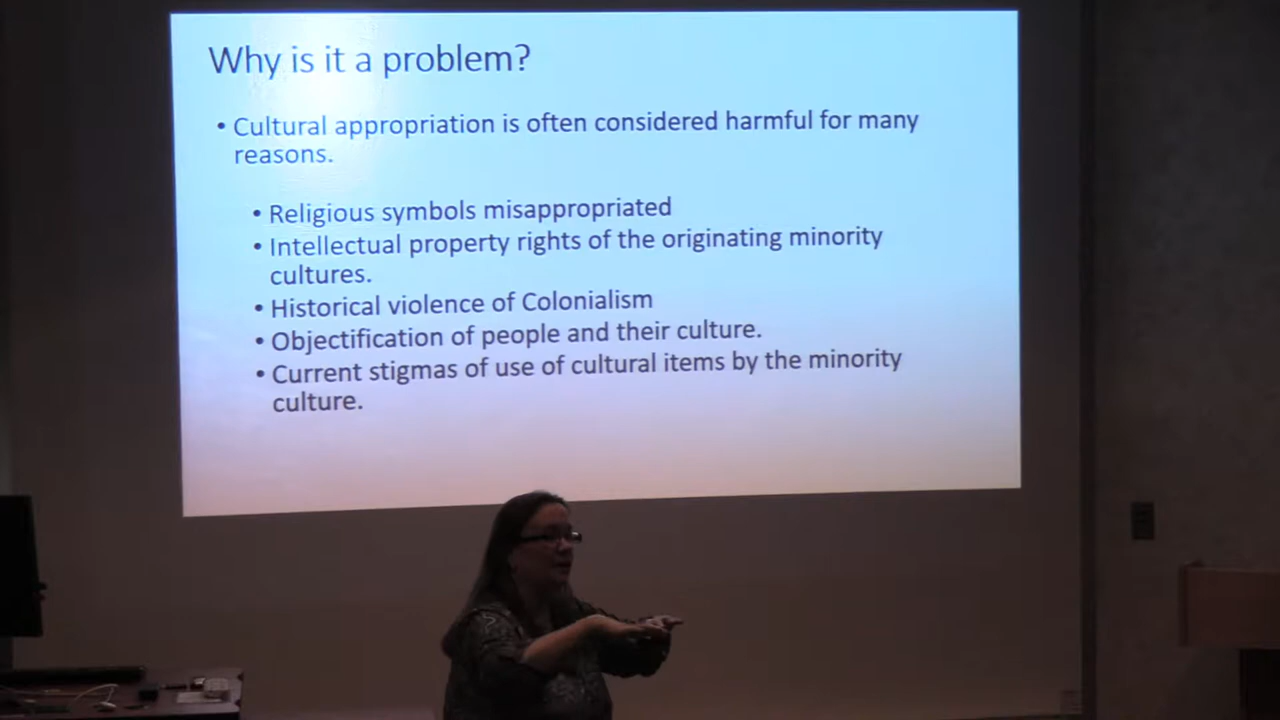 Why is it a problem?
• Cultural appropriation is often considered harmful for many
reasons.
• Religious symbols misappropriated
• Intellectual property rights of the originating minority
cultures.
• Historical violence of Colonialism
• Objectification of people and their culture.
• Current stigmas of use of cultural items by the minority
culture.